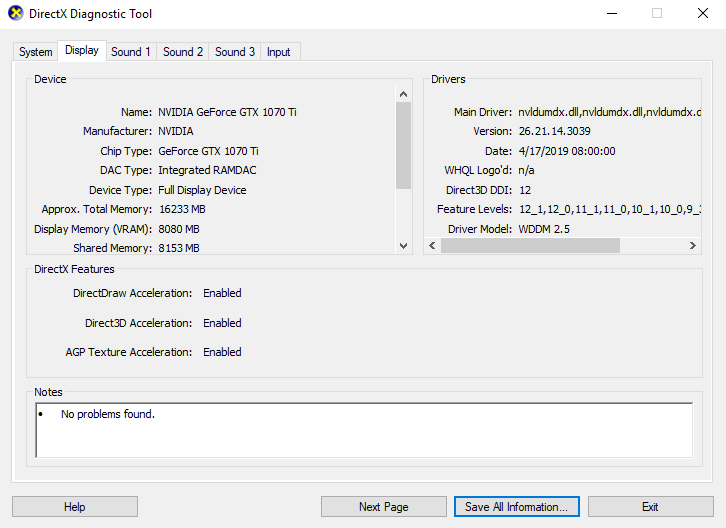 DirectX Diagnostic Tool
System Display Sound 1 Sound 2 Sound 3 Input
Device
Name: NVIDIA GeForce GTX 1070 Ti
Manufacturer: NVIDIA
Chip Type: GeForce GTX 1070 Ti
DAC Type: Integrated RAMDAC
Device Type: Full Display Device
Approx. Total Memory: 16233 MB
Display Memory (VRAM): 8080 MB
Shared Memory: 8153 MB
Drivers
Main Driver: nvldumdx.dll,nvldumdx.dll,nvldumdx.d
Version: 26.21.14.3039
Date: 4/17/2019 08:00:00
WHQL Logo'd: n/a
Direct3D DDI: 12
Feature Levels: 12_1,12_0,11_1,11_0,10_1,10_0,9_3
Driver Model: WDDM 2.5
DirectX Features
DirectDraw Acceleration: Enabled
Direct3D Acceleration: Enabled
AGP Texture Acceleration: Enabled
Notes
• No problems found.
Help Next Page Save All Information... Exit